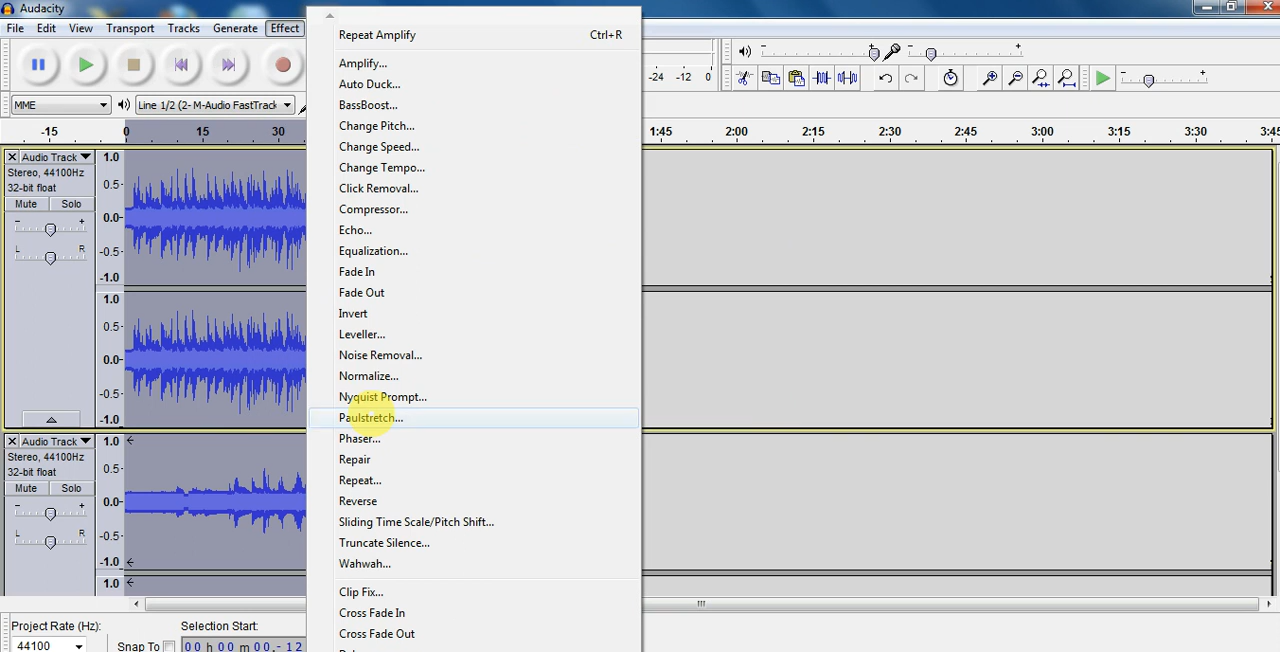 Audacity
File Edit View Transport Tracks Generate Effect
Repeat Amplify Ctrl+R
Amplify...
Auto Duck...
BassBoost...
Change Pitch...
Change Speed...
Change Tempo...
Click Removal...
Compressor...
Echo...
Equalization...
Fade In
Fade Out
Invert
Leveller...
Noise Removal...
Normalize...
Nyquist Prompt...
Paulstretch...
Phaser...
Repair
Repeat...
Reverse
Sliding Time Scale/Pitch Shift...
Truncate Silence...
Wahwah...
Clip Fix...
Cross Fade In
Cross Fade Out
-24 -12 0
MME Line 1/2 (2- M-Audio FastTrack
-15 0 15 30 1:45 2:00 2:15 2:30 2:45 3:00 3:15 3:30 3:45
Audio Track
Stereo, 44100Hz
32-bit float
Mute Solo
- +
L R
1.0
0.5-
0.0-
-0.5-
-1.0
1.0
0.5-
0.0-
-0.5-
-1.0
Audio Track
Stereo, 44100Hz
32-bit float
Mute Solo
- +
L R
1.0
0.5-
0.0-
-0.5-
-1.0
1.0
Project Rate (Hz): Selection Start:
44100 Snap To 00 h 00 m 00.-12